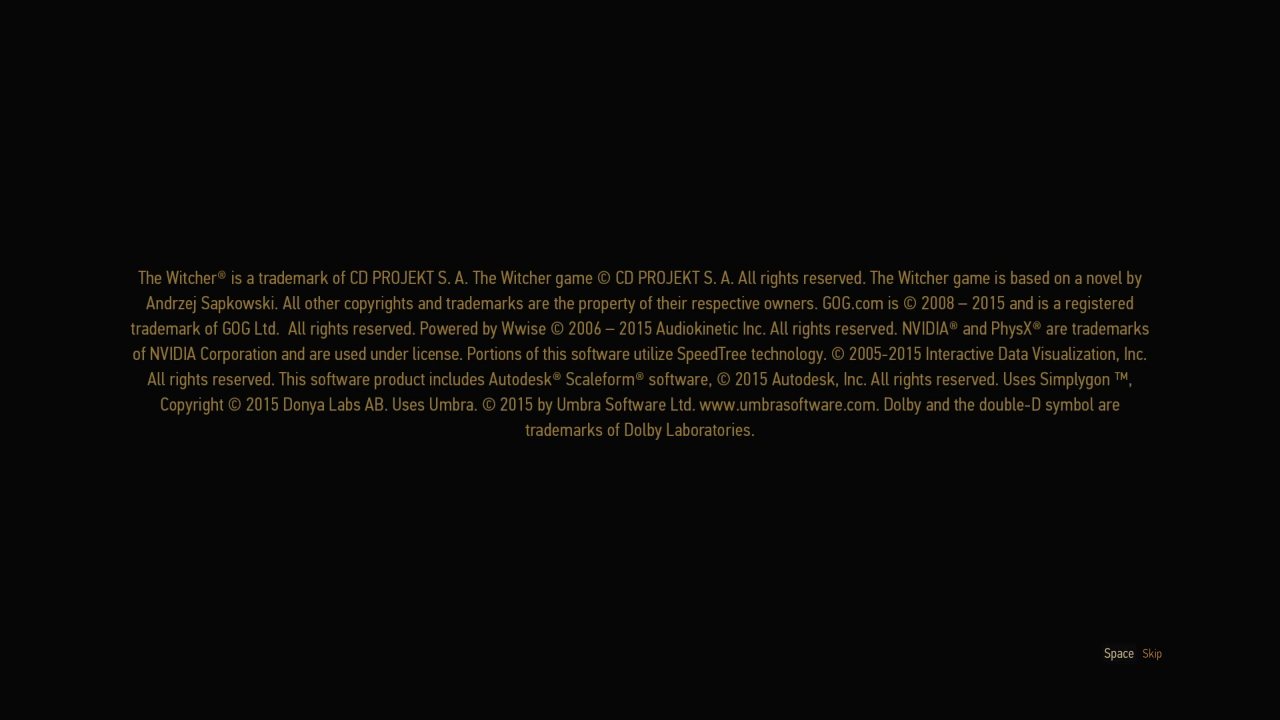 The Witcher® is a trademark of CD PROJEKT S. A. The Witcher game © CD PROJEKT S. A. All rights reserved. The Witcher game is based on a novel by
Andrzej Sapkowski. All other copyrights and trademarks are the property of their respective owners. GOG.com is © 2008 – 2015 and is a registered
trademark of GOG Ltd.  All rights reserved. Powered by Wwise © 2006 – 2015 Audiokinetic Inc. All rights reserved. NVIDIA® and PhysX® are trademarks
of NVIDIA Corporation and are used under license. Portions of this software utilize SpeedTree technology. © 2005-2015 Interactive Data Visualization, Inc.
All rights reserved. This software product includes Autodesk® Scaleform® software, © 2015 Autodesk, Inc. All rights reserved. Uses Simplygon ™,
Copyright © 2015 Donya Labs AB. Uses Umbra. © 2015 by Umbra Software Ltd. www.umbrasoftware.com. Dolby and the double-D symbol are
trademarks of Dolby Laboratories.
Space Skip